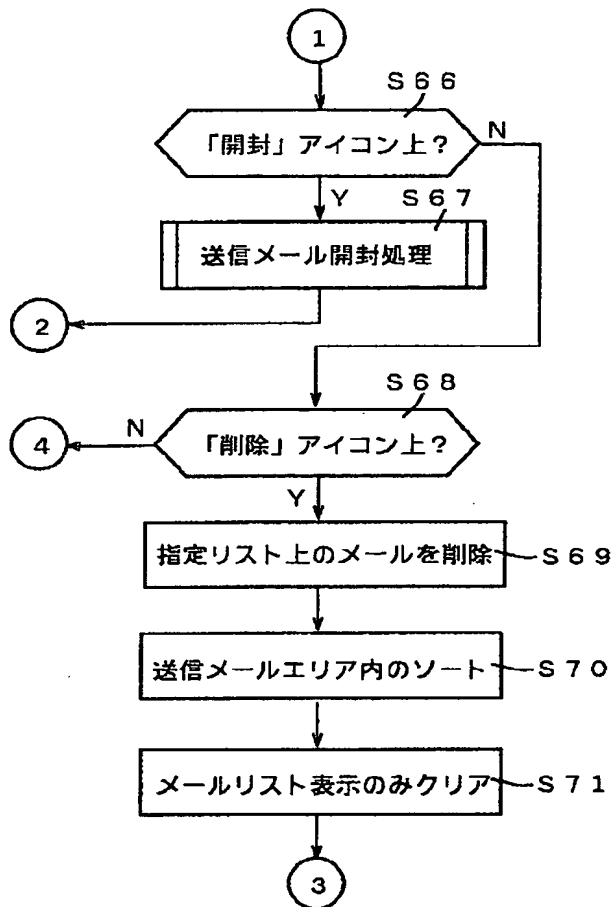 1
S66
「開封」アイコン上?
N
Y
S67
送信メール開封処理
2
S68
「削除」アイコン上?
N
4
Y
指定リスト上のメールを削除
S69
送信メールエリア内のソート
S70
メールリスト表示のみクリア
S71
3